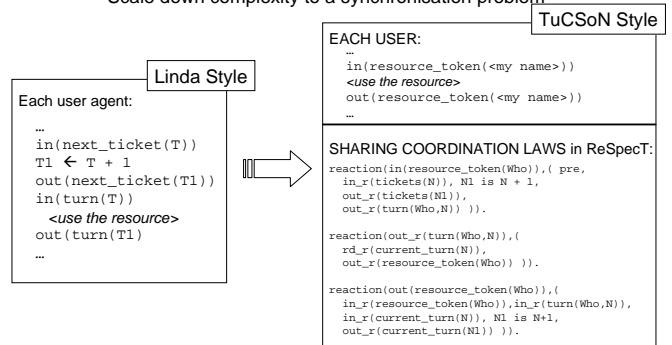 Scale down complexity to a synchronisation problem
Linda Style
Each user agent:
…
in(next_ticket(T))
T1 ← T + 1
out(next_ticket(T1))
in(turn(T))
<use the resource>
out(turn(T1)
…
TuCSoN Style
EACH USER:
…
in(resource_token(<my name>))
<use the resource>
out(resource_token(<my name>))
…
SHARING COORDINATION LAWS in ReSpecT:
reaction(in(resource_token(Who)),( pre,
in_r(tickets(N)), N1 is N + 1,
out_r(tickets(N1)),
out_r(turn(Who,N)) )).
reaction(out_r(turn(Who,N)),(
rd_r(current_turn(N)),
out_r(resource_token(Who)) )).
reaction(out(resource_token(Who)),(
in_r(resource_token(Who)),in_r(turn(Who,N)),
in_r(current_turn(N)), N1 is N+1,
out_r(current_turn(N1)) )).